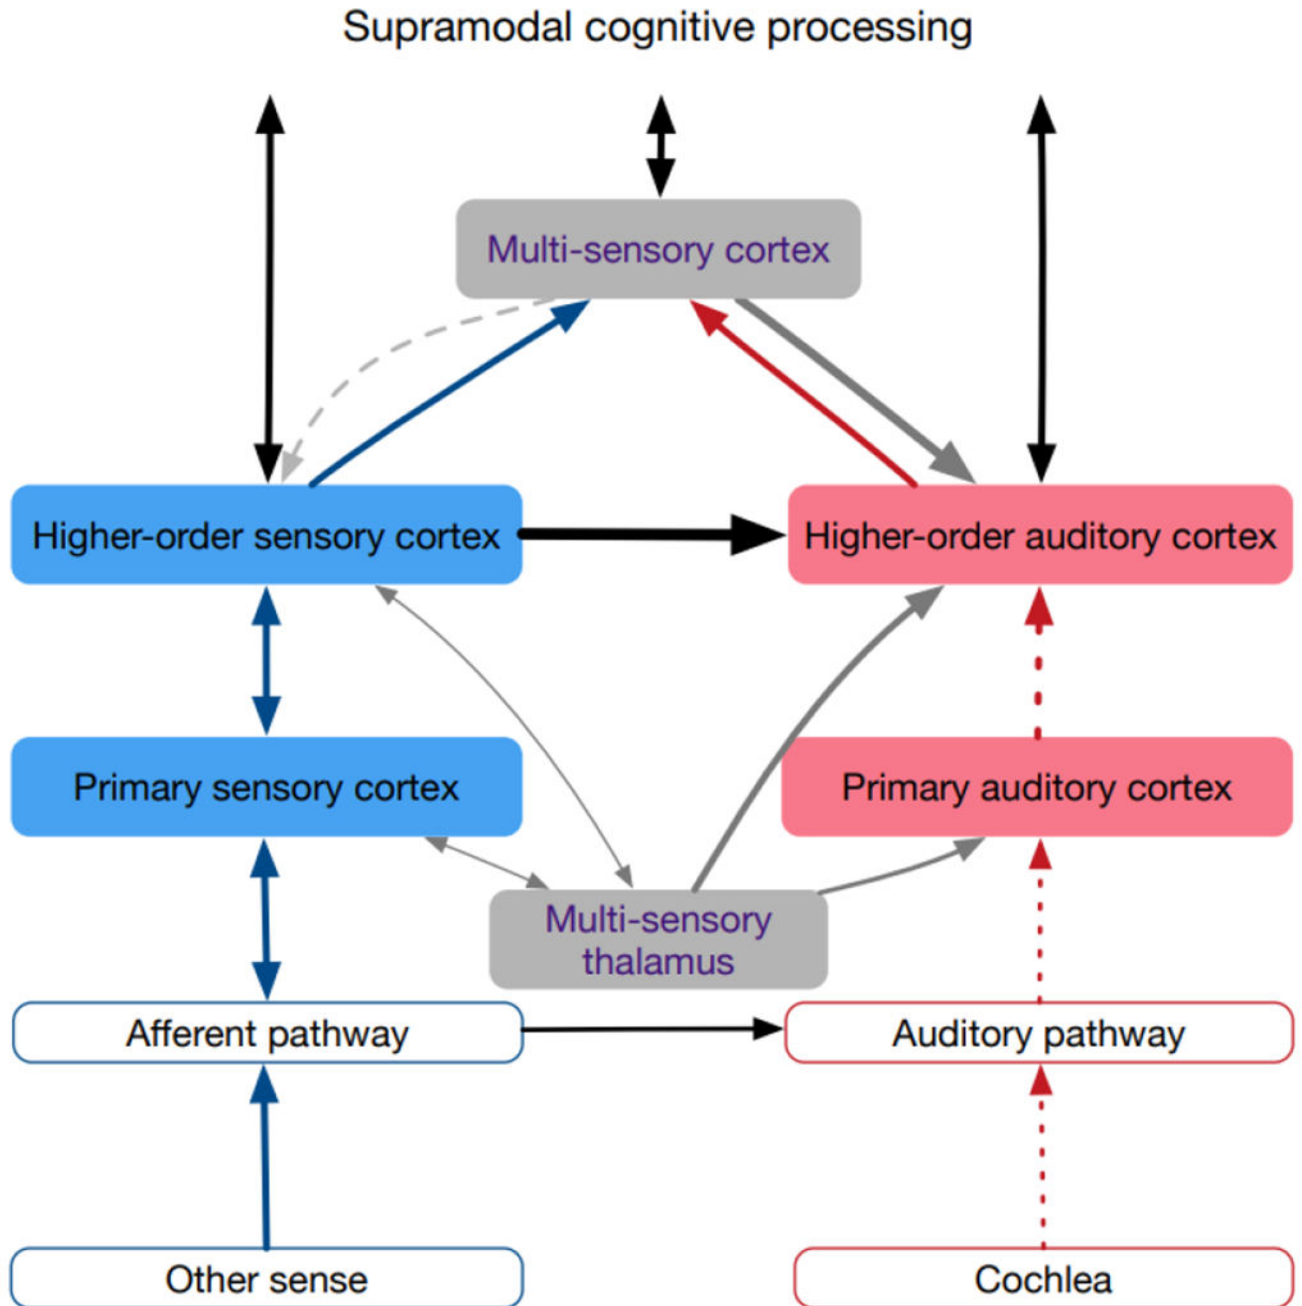 Supramodal cognitive processing
Multi-sensory cortex
Higher-order sensory cortex
Higher-order auditory cortex
Primary sensory cortex
Primary auditory cortex
Multi-sensory
thalamus
Afferent pathway
Auditory pathway
Other sense
Cochlea